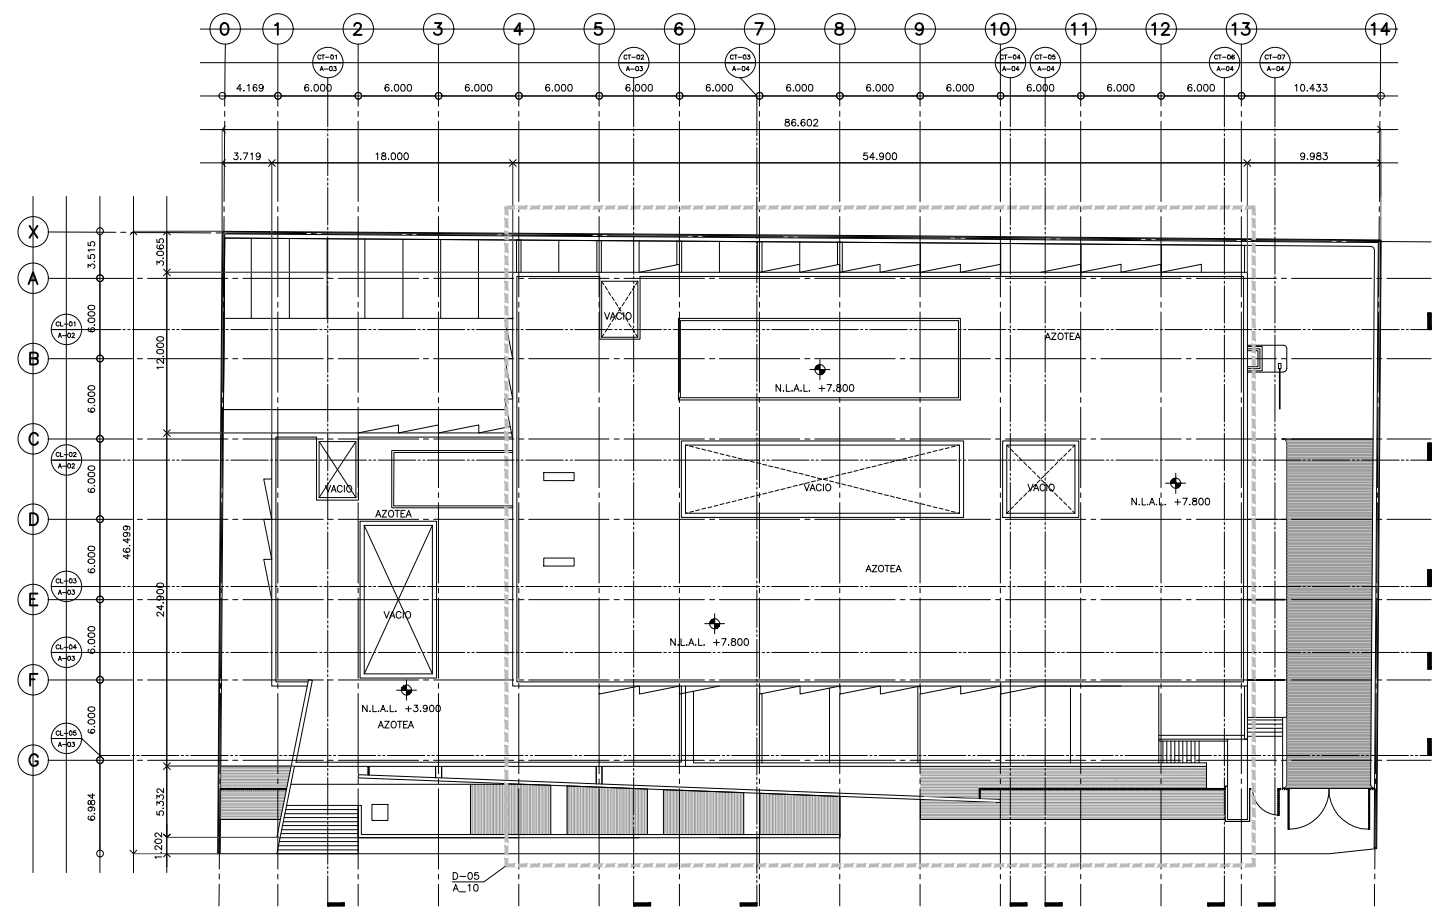 0 1 2 3 4 5 6 7 8 9 10 11 12 13 14
CT-01 CT-02 CT-03 CT-04 CT-05 CT-06 CT-07
A-03 A-03 A-04 A-04 A-04 A-04 A-04
4.169 6.000 6.000 6.000 6.000 6.000 6.000 6.000 6.000 6.000 6.000 6.000 6.000 10.433
86.602
3.719 18.000 54.900 9.983
X
3.515
3.065
A
6.000
CL-01
A-02
VACIO
AZOTEA
12.000
B
N.L.A.L. +7.800
6.000
C
CL-02
A-02
6.000
VACIO
VACIO
VACIO
N.L.A.L. +7.800
AZOTEA
D
46.499
6.000
AZOTEA
CL-03
A-03
E
24.900
VACIO
6.000
N.L.A.L. +7.800
CL-04
A-03
F
N.L.A.L. +3.900
AZOTEA
6.000
CL-05
A-03
G
6.984
5.332
1.202
D-05
A_10